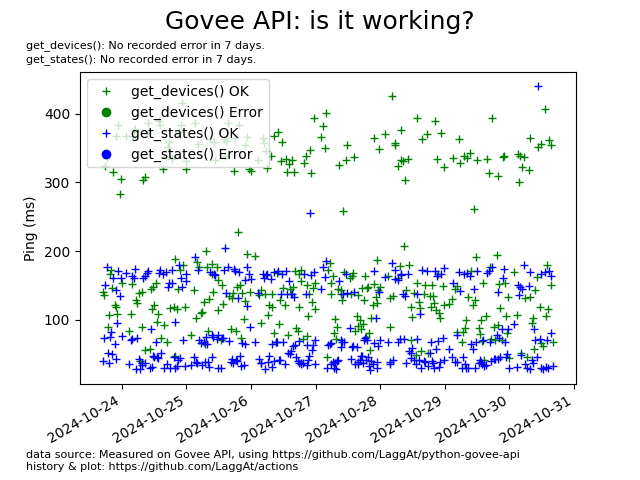 Govee API: is it working?
get_devices(): No recorded error in 7 days.
get_states(): No recorded error in 7 days.
get_devices() OK
get_devices() Error
get_states() OK
get_states() Error
400
300
200
100
Ping (ms)
2024-10-24
2024-10-25
2024-10-26
2024-10-27
2024-10-28
2024-10-29
2024-10-30
2024-10-31
data source: Measured on Govee API, using https://github.com/LaggAt/python-govee-api
history & plot: https://github.com/LaggAt/actions